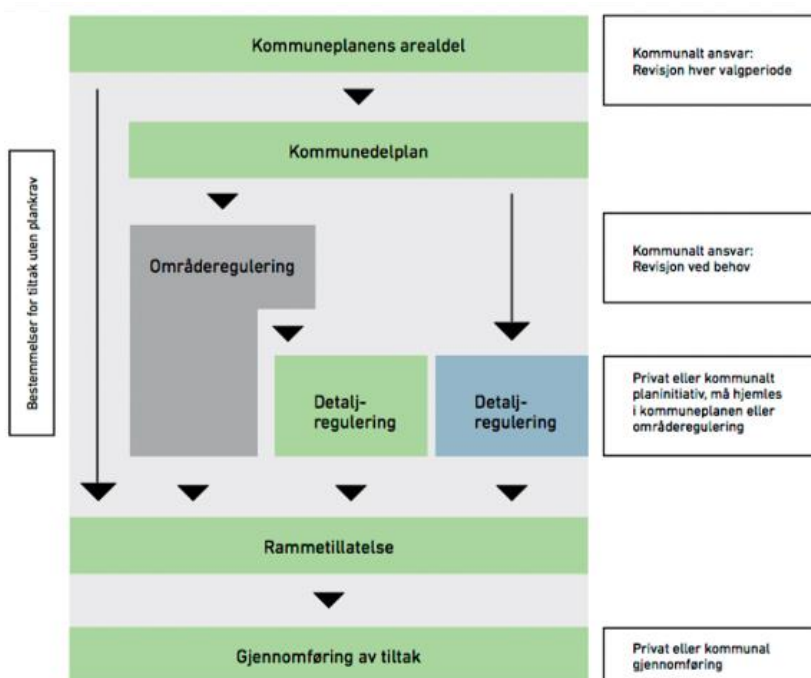 Kommuneplanens arealdel
Kommunalt ansvar:
Revisjon hver valgperiode
Kommunedelplan
Bestemmelser for tiltak uten plankrav
Områderegulering
Kommunalt ansvar:
Revisjon ved behov
Detalj-
regulering
Detalj-
regulering
Privat eller kommunalt
planinitiativ, må hjemles
i kommuneplanen eller
områderegulering
Rammetillatelse
Gjennomføring av tiltak
Privat eller kommunal
gjennomføring